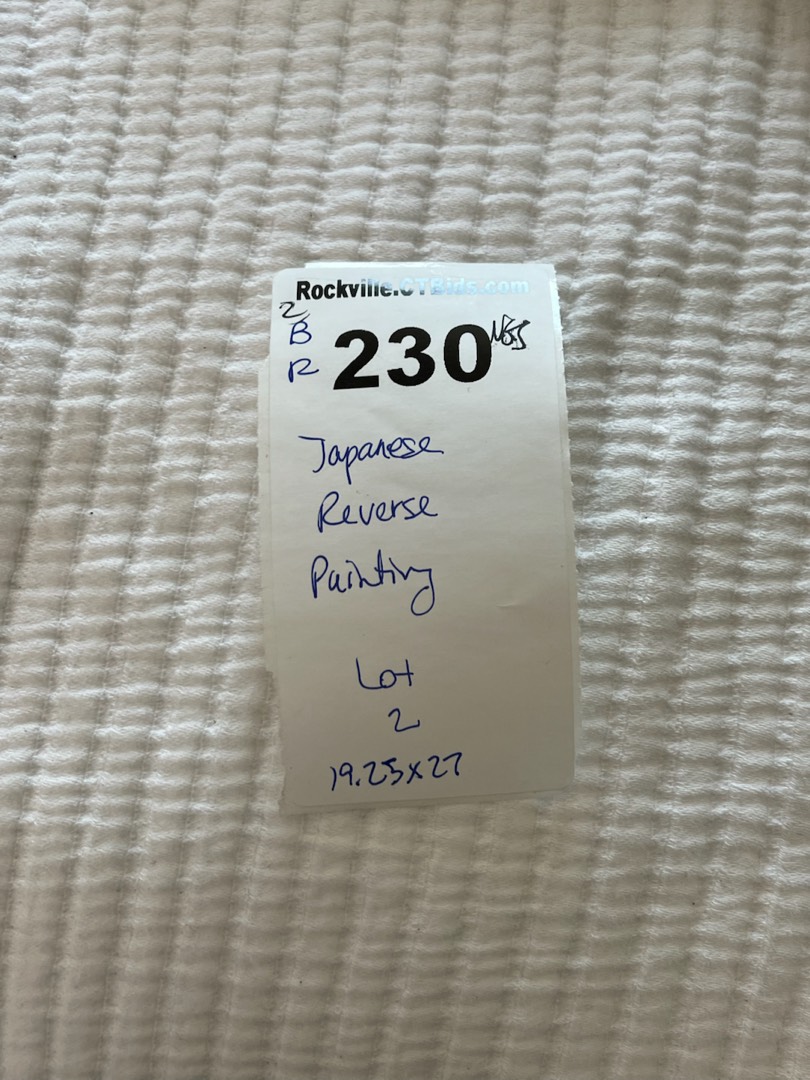 Rockville.CTBids.com
2
B
R
230
Japanese
Reverse
Painting
Lot
2
19.25x27